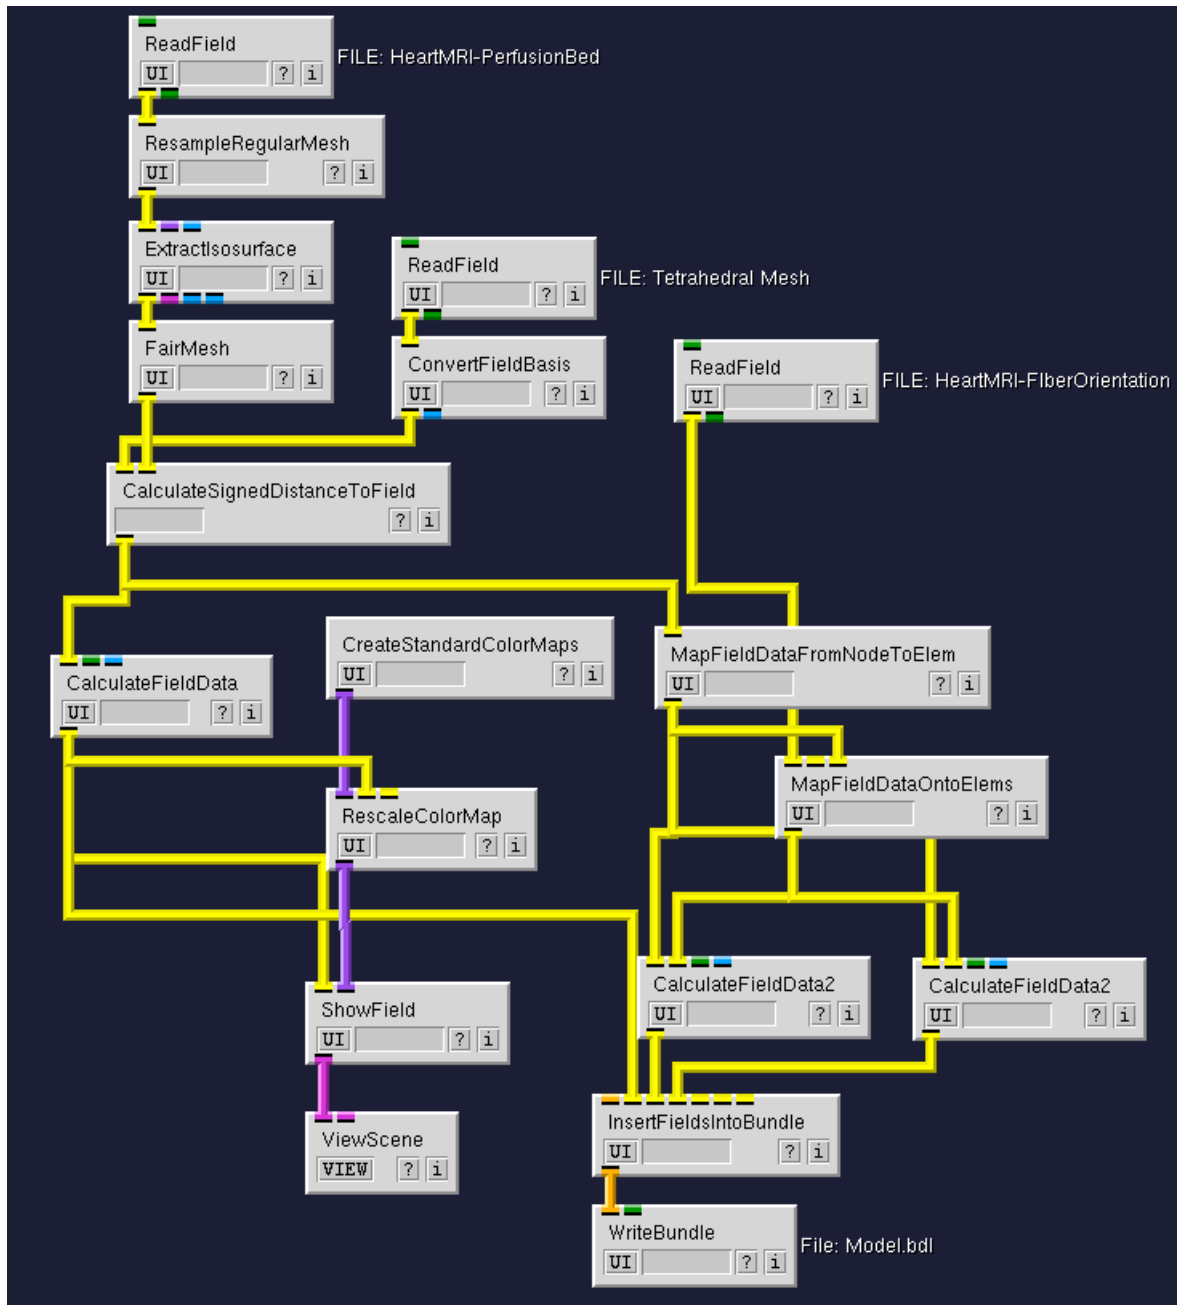 ReadField
UI ? i
FILE: HeartMRI-PerfusionBed
ResampleRegularMesh
UI ? i
ExtractIsosurface
UI ? i
ReadField
UI ? i
FILE: Tetrahedral Mesh
FairMesh
UI ? i
ConvertFieldBasis
UI ? i
ReadField
UI ? i
FILE: HeartMRI-FIberOrientation
CalculateSignedDistanceToField
? i
CreateStandardColorMaps
UI ? i
MapFieldDataFromNodeToElem
UI ? i
CalculateFieldData
UI ? i
MapFieldDataOntoElems
UI ? i
RescaleColorMap
UI ? i
CalculateFieldData2
UI ? i
CalculateFieldData2
UI ? i
ShowField
UI ? i
InsertFieldsIntoBundle
UI ? i
ViewScene
VIEW ? i
WriteBundle
UI ? i
File: Model.bdl